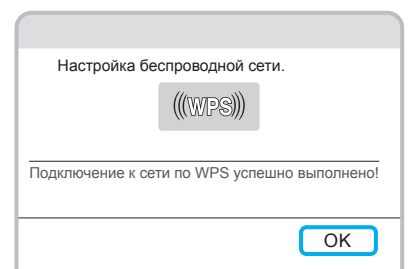 Настройка беспроводной сети.
((WPS))
Подключение к сети по WPS успешно выполнено!
OK